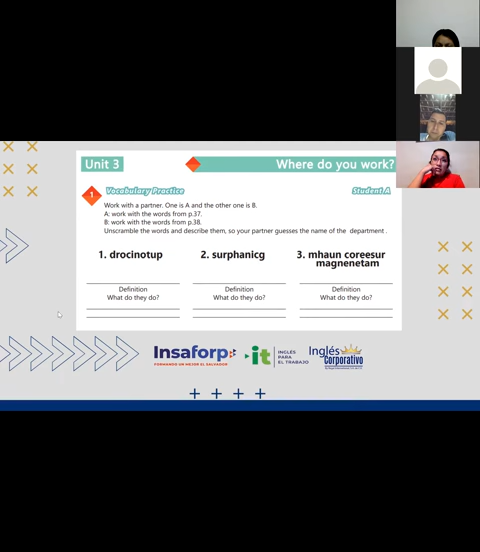 Unit 3
Where do you work?
1
Vocabulary Practice
Student A
Work with a partner. One is A and the other one is B.
A: work with the words from p.37.
B: work with the words from p.38.
Unscramble the words and describe them, so your partner guesses the name of the department .
1. drocinotup
2. surphanicg
3. mhaun coreesur
magnenetam
Definition
What do they do?
Definition
What do they do?
Definition
What do they do?
Insaforp
FORMANDO UN MEJOR EL SALVADOR
it
INGLÉS
PARA
EL TRABAJO
Inglés
Corporativo